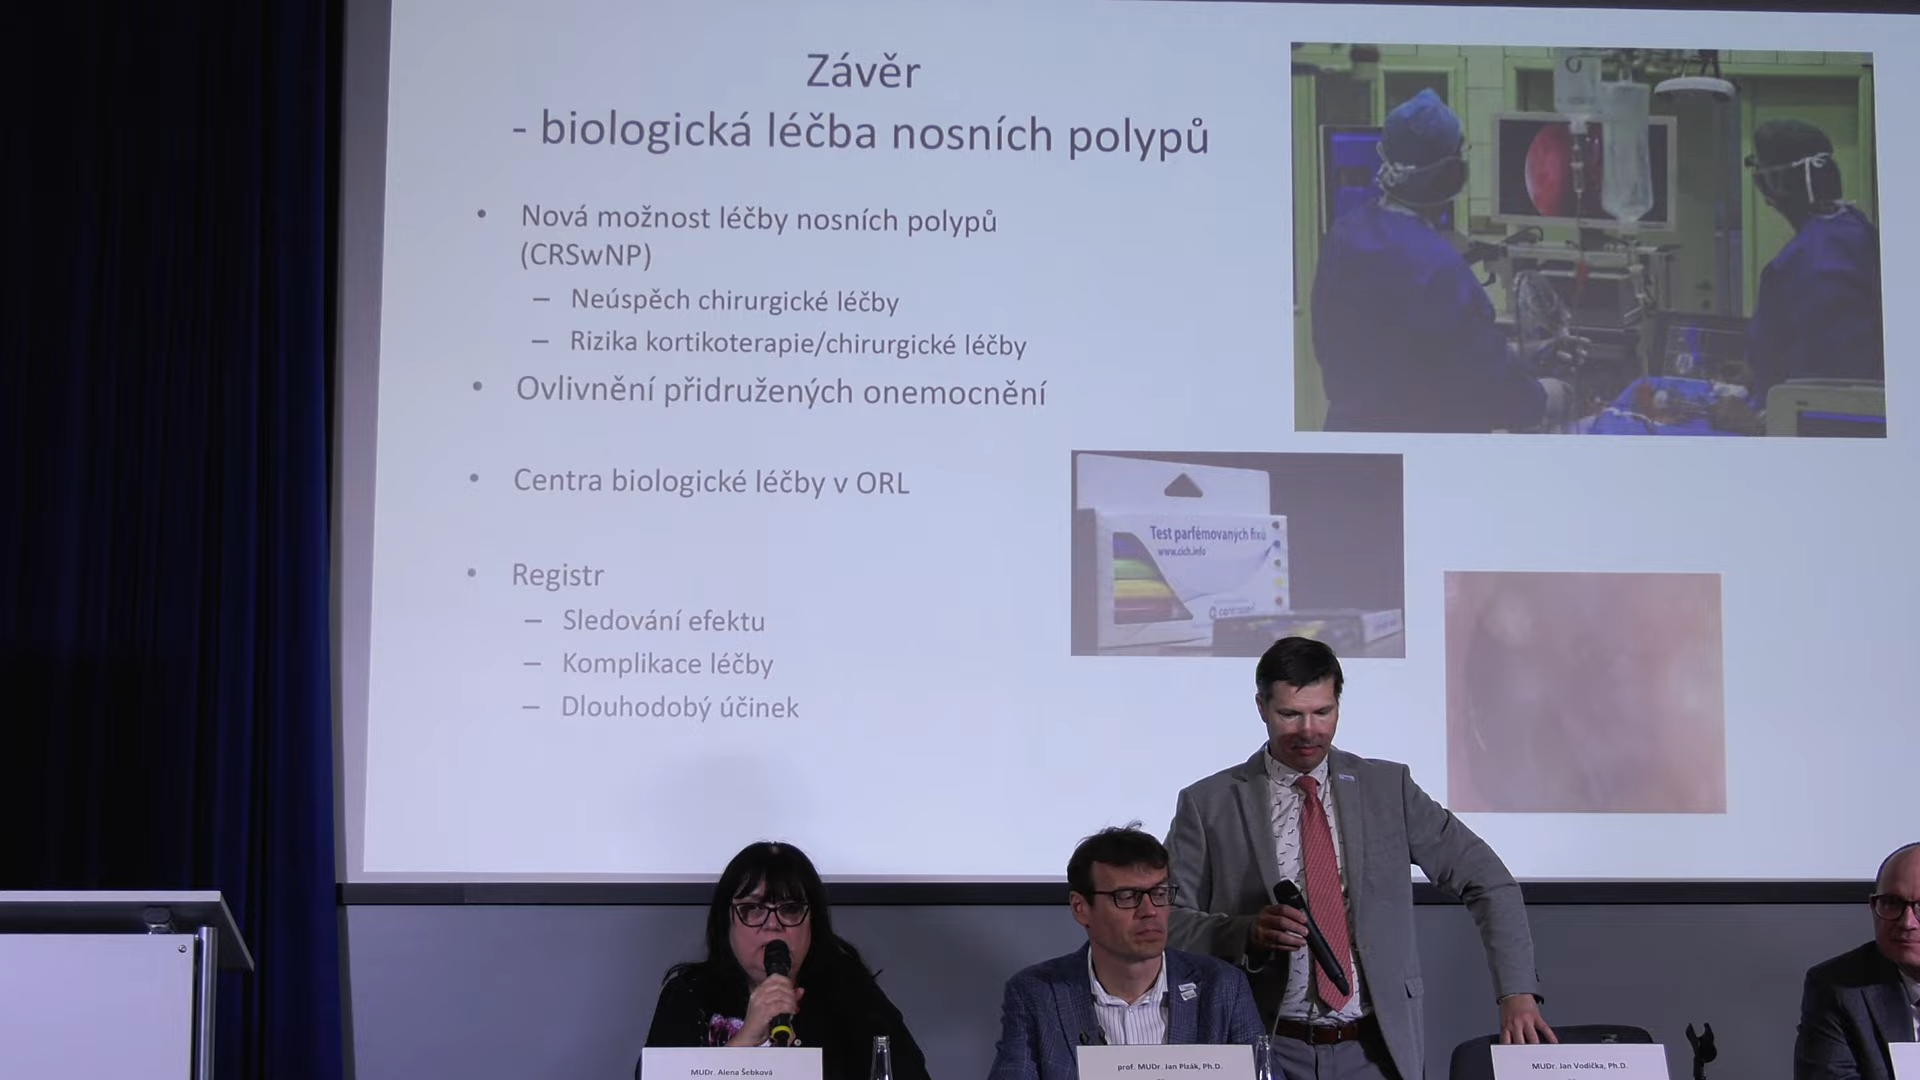 Závěr
- biologická léčba nosních polypů
• Nová možnost léčby nosních polypů
(CRSwNP)
– Neúspěch chirurgické léčby
– Rizika kortikoterapie/chirurgické léčby
• Ovlivnění přidružených onemocnění
• Centra biologické léčby v ORL
• Registr
– Sledování efektu
– Komplikace léčby
– Dlouhodobý účinek
Test parfémovaných fixů
www.cich.info
MUDr. Alena Šebková
prof. MUDr. Jan Plzák, Ph.D.
MUDr. Jan Vodička, Ph.D.